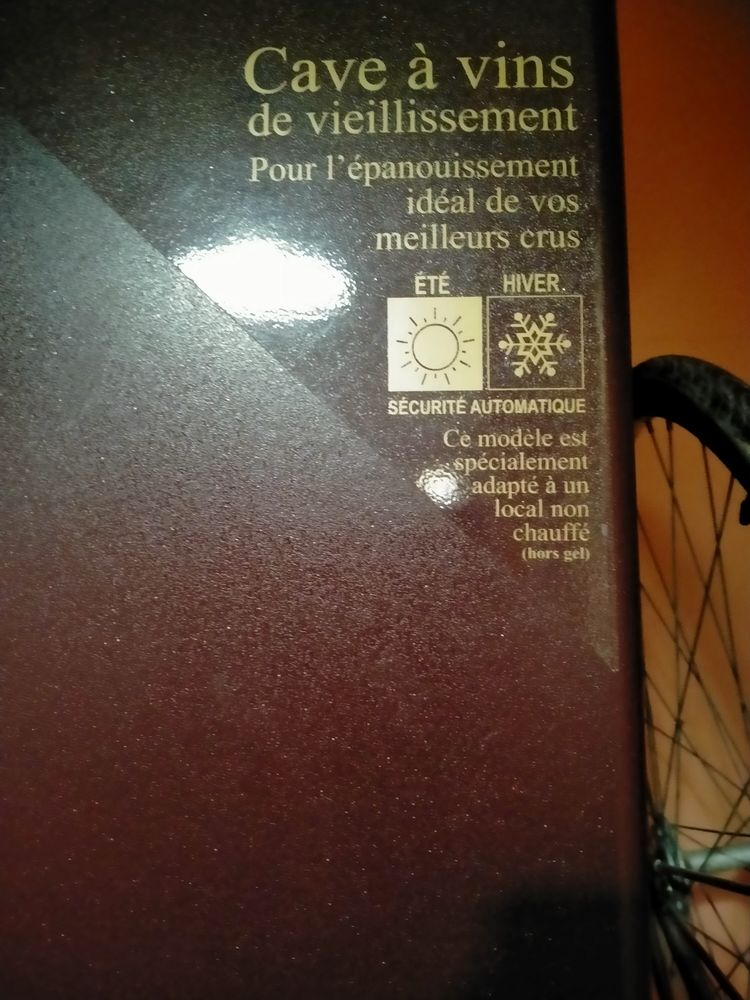 Cave à vins
de vieillissement
Pour l'épanouissement
idéal de vos
meilleurs crus
ÉTÉ HIVER
SÉCURITÉ AUTOMATIQUE
Ce modèle est
spécialement
adapté à un
local non
chauffé
(hors gel)